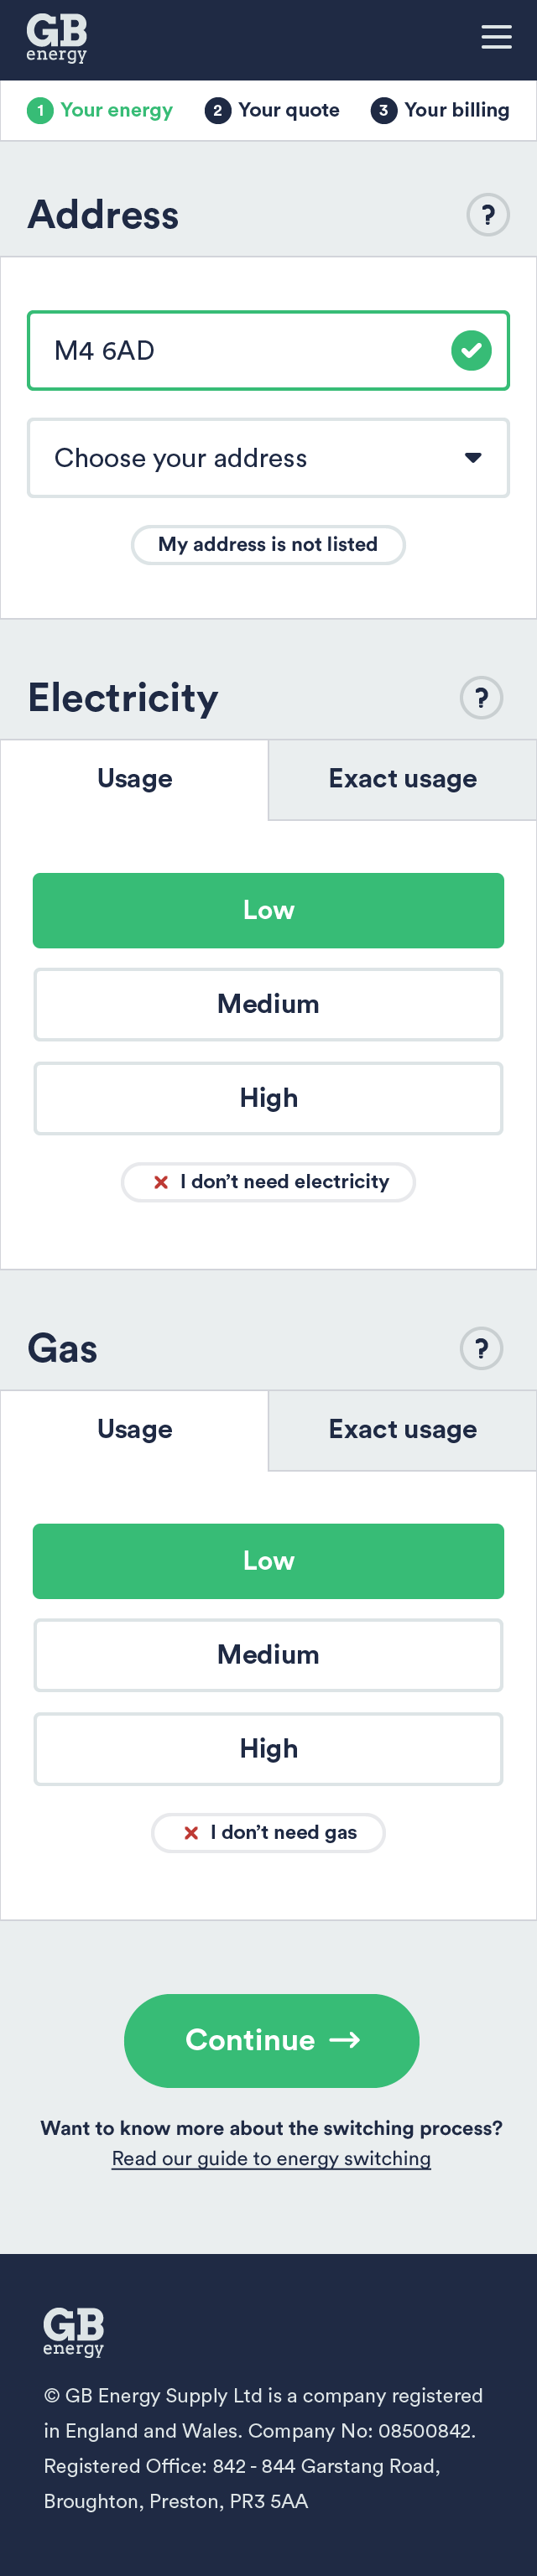 GB
energy
1 Your energy 2 Your quote 3 Your billing
Address ?
M4 6AD
Choose your address
My address is not listed
Electricity ?
Usage Exact usage
Low
Medium
High
I don’t need electricity
Gas ?
Usage Exact usage
Low
Medium
High
I don’t need gas
Continue →
Want to know more about the switching process?
Read our guide to energy switching
GB
energy
© GB Energy Supply Ltd is a company registered
in England and Wales. Company No: 08500842.
Registered Office: 842 - 844 Garstang Road,
Broughton, Preston, PR3 5AA